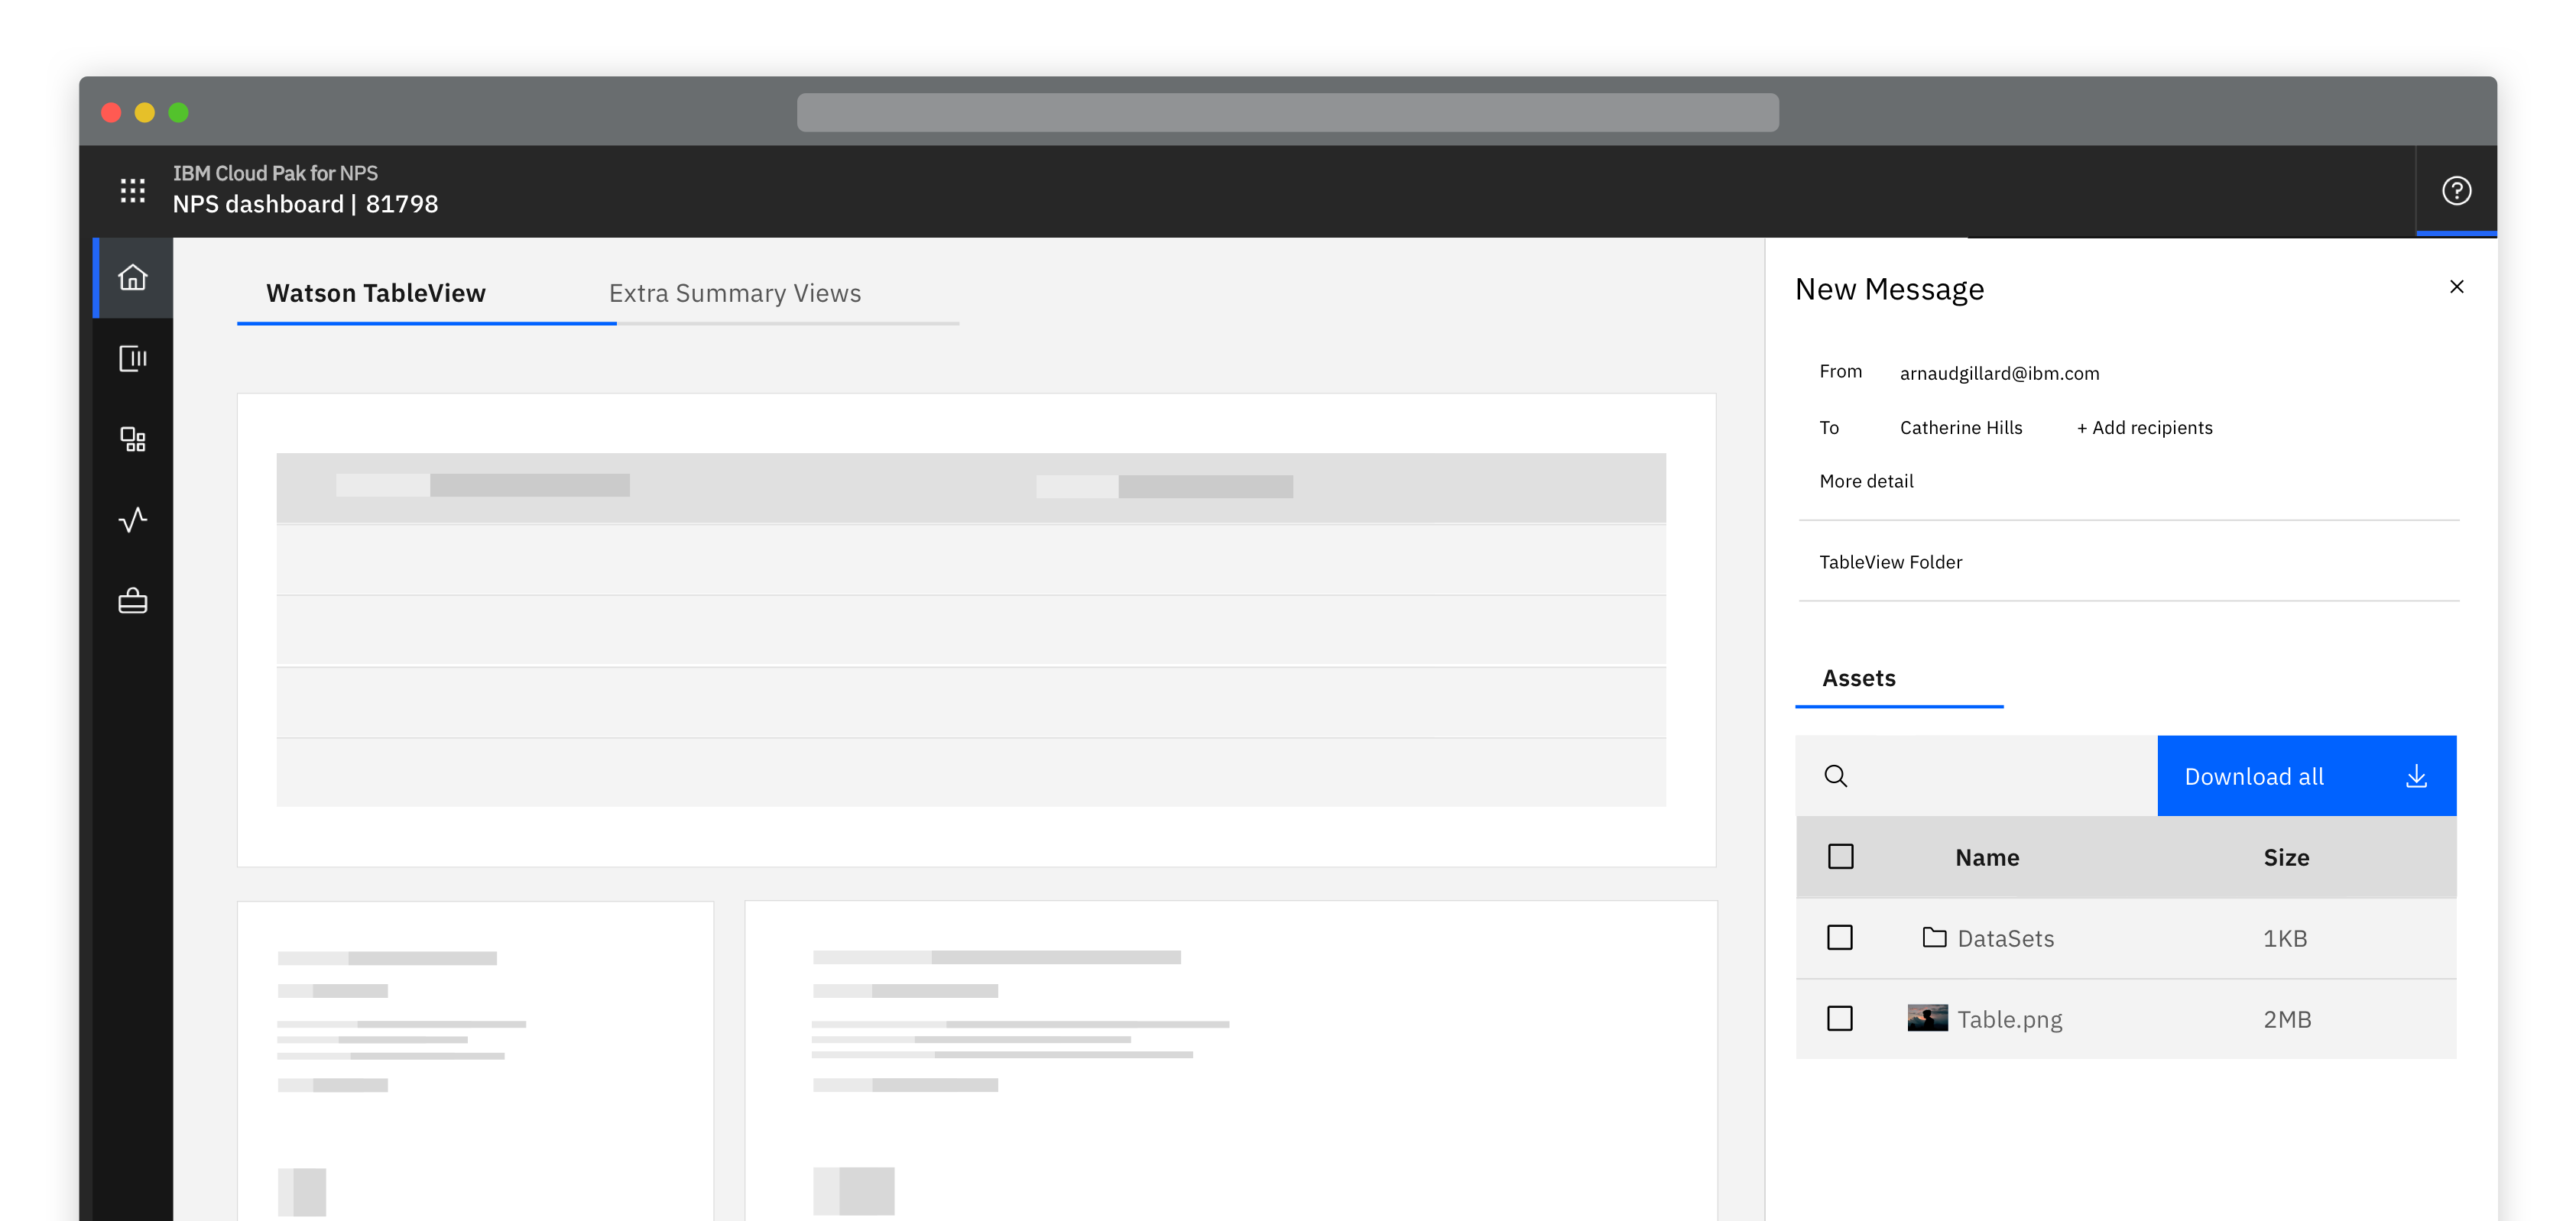 IBM Cloud Pak for NPS
NPS dashboard | 81798
Watson TableView
Extra Summary Views
New Message
From arnaudgillard@ibm.com
To Catherine Hills + Add recipients
More detail
TableView Folder
Assets
Download all
Name Size
DataSets 1KB
Table.png 2MB